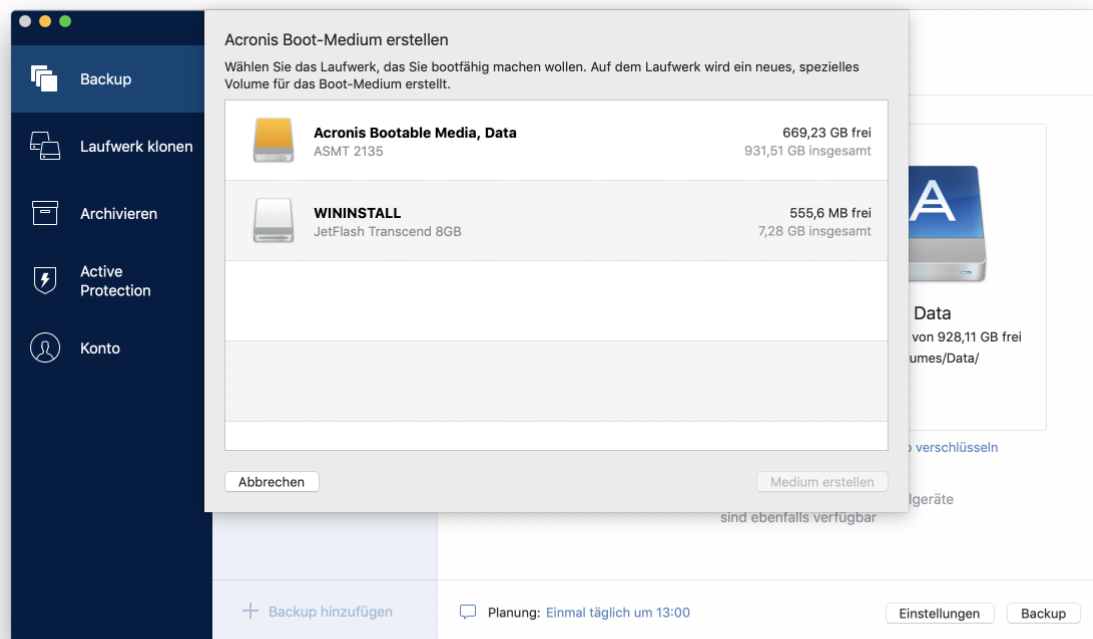 Acronis Boot-Medium erstellen
Wählen Sie das Laufwerk, das Sie bootfähig machen wollen. Auf dem Laufwerk wird ein neues, spezielles
Volume für das Boot-Medium erstellt.
Backup
Laufwerk klonen
Archivieren
Active
Protection
Konto
Acronis Bootable Media, Data
ASMT 2135
669,23 GB frei
931,51 GB insgesamt
WININSTALL
JetFlash Transcend 8GB
555,6 MB frei
7,28 GB insgesamt
Abbrechen
Medium erstellen
A
Data
von 928,11 GB frei
umes/Data/
verschlüsseln
lgeräte
sind ebenfalls verfügbar
Backup hinzufügen
Planung: Einmal täglich um 13:00
Einstellungen
Backup